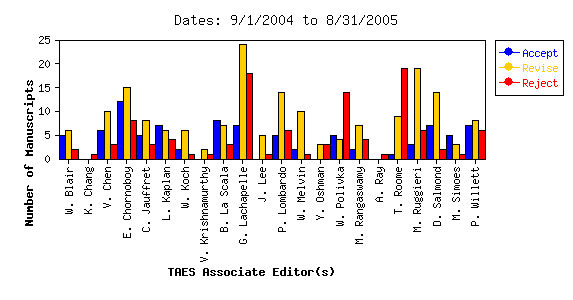 Dates: 9/1/2004 to 8/31/2005
Accept
Revise
Reject
Number of Manuscripts
25
20
15
10
5
0
W. Blair
K. Chang
V. Chen
E. Chornoboy
C. Jauffret
L. Kaplan
W. Koch
V. Krishnamurthy
B. La Scala
G. Lachapelle
J. Lee
P. Lombardo
W. Melvin
Y. Oshman
W. Polivka
M. Rangaswamy
A. Ray
T. Roome
M. Ruggieri
D. Salmond
M. Simoes
P. Willett
TAES Associate Editor(s)